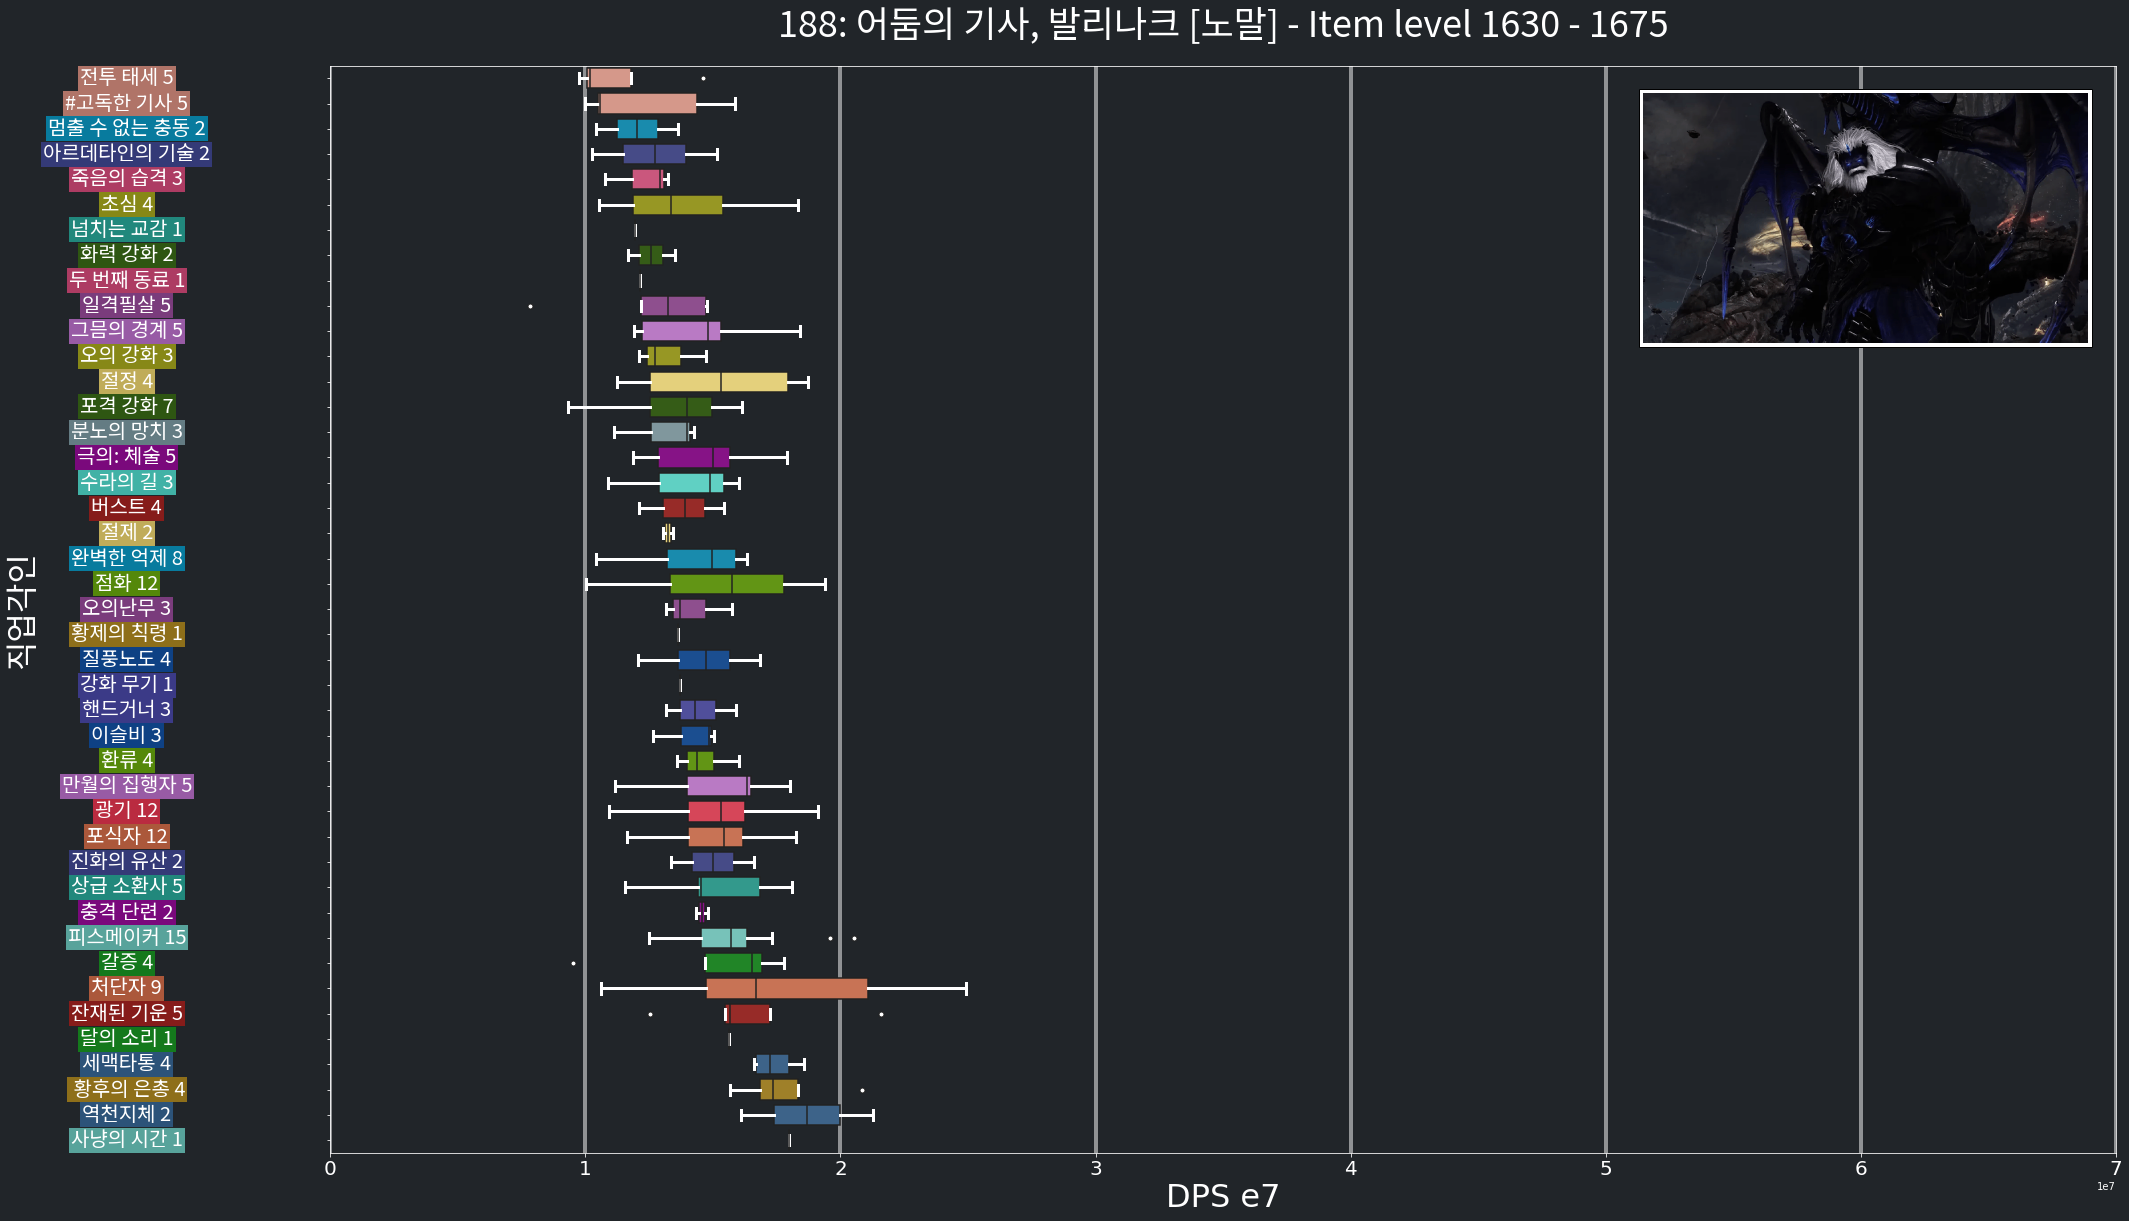 188: 어둠의 기사, 발리나크 [노말] - Item level 1630 - 1675
직업각인
전투 태세 5
#고독한 기사 5
멈출 수 없는 충동 2
아르데타인의 기술 2
죽음의 습격 3
초심 4
넘치는 교감 1
화력 강화 2
두 번째 동료 1
일격필살 5
그믐의 경계 5
오의 강화 3
절정 4
포격 강화 7
분노의 망치 3
극의: 체술 5
수라의 길 3
버스트 4
절제 2
완벽한 억제 8
점화 12
오의난무 3
황제의 칙령 1
질풍노도 4
강화 무기 1
핸드거너 3
이슬비 3
환류 4
만월의 집행자 5
광기 12
포식자 12
진화의 유산 2
상급 소환사 5
충격 단련 2
피스메이커 15
갈증 4
처단자 9
잔재된 기운 5
달의 소리 1
세맥타통 4
황후의 은총 4
역천지체 2
사냥의 시간 1
0 1 2 3 4 5 6 7
1e7
DPS e7